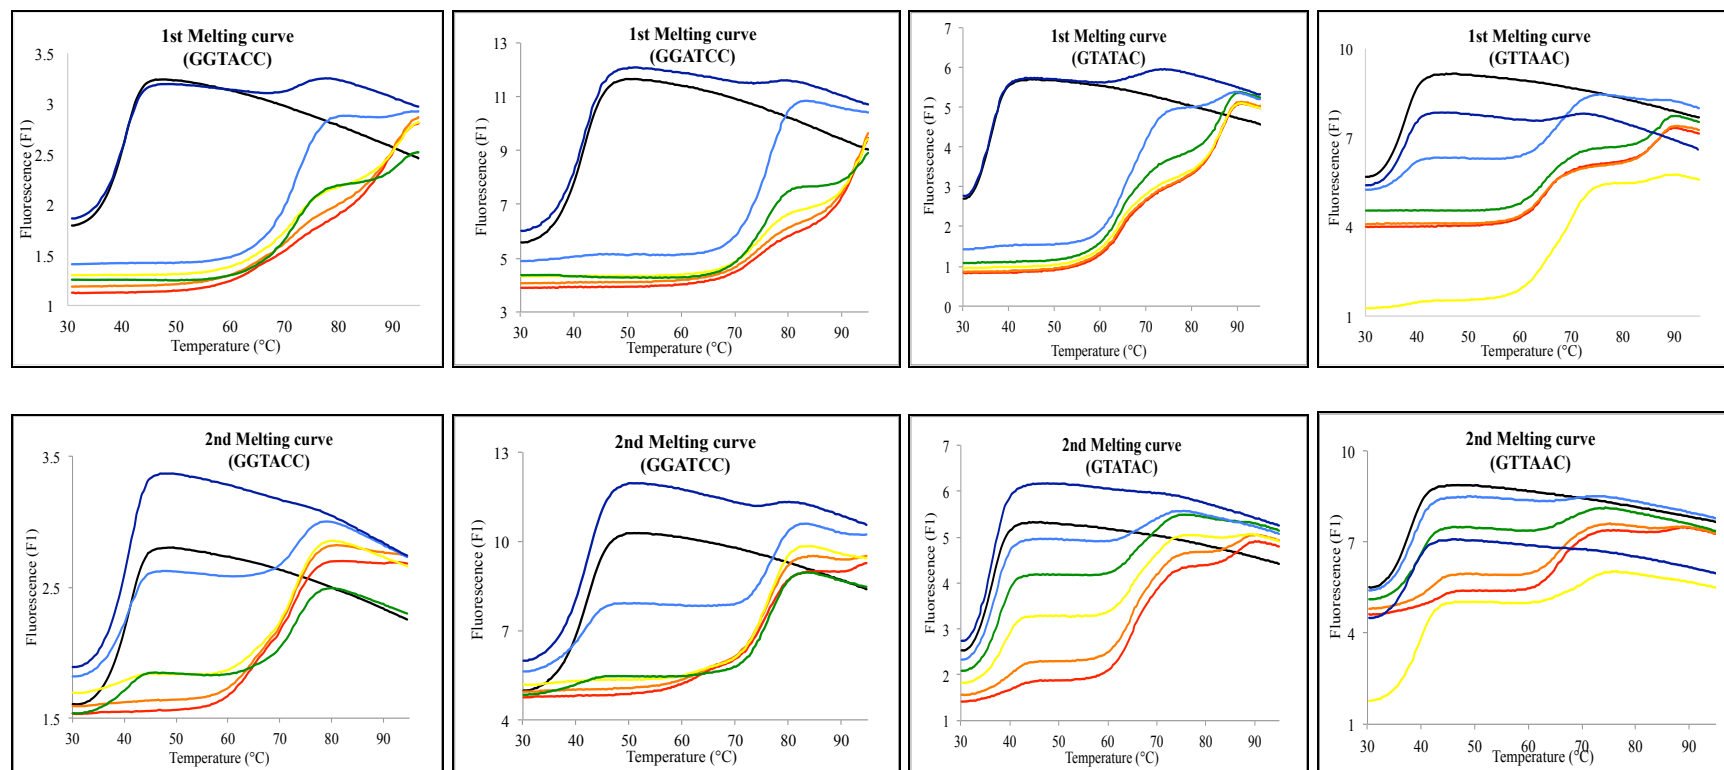 1st Melting curve
(GGTACC)
3.5
3
2.5
2
1.5
1
Fluorescence (F1)
30 40 50 60 70 80 90
Temperature (°C)
1st Melting curve
(GGATCC)
13
11
9
7
5
3
Fluorescence (F1)
30 40 50 60 70 80 90
Temperature (°C)
1st Melting curve
(GTATAC)
7
6
5
4
3
2
1
0
Fluorescence (F1)
30 40 50 60 70 80 90
Temperature (°C)
1st Melting curve
(GTTAAC)
10
7
4
1
Fluorescence (F1)
30 40 50 60 70 80 90
Temperature (°C)
2nd Melting curve
(GGTACC)
3.5
2.5
1.5
Fluorescence (F1)
30 40 50 60 70 80 90
Temperature (°C)
2nd Melting curve
(GGATCC)
13
10
7
4
Fluorescence (F1)
30 40 50 60 70 80 90
Temperature (°C)
2nd Melting curve
(GTATAC)
7
6
5
4
3
2
1
Fluorescence (F1)
30 40 50 60 70 80 90
Temperature (°C)
2nd Melting curve
(GTTAAC)
10
7
4
1
Fluorescence (F1)
30 40 50 60 70 80 90
Temperature (°C)